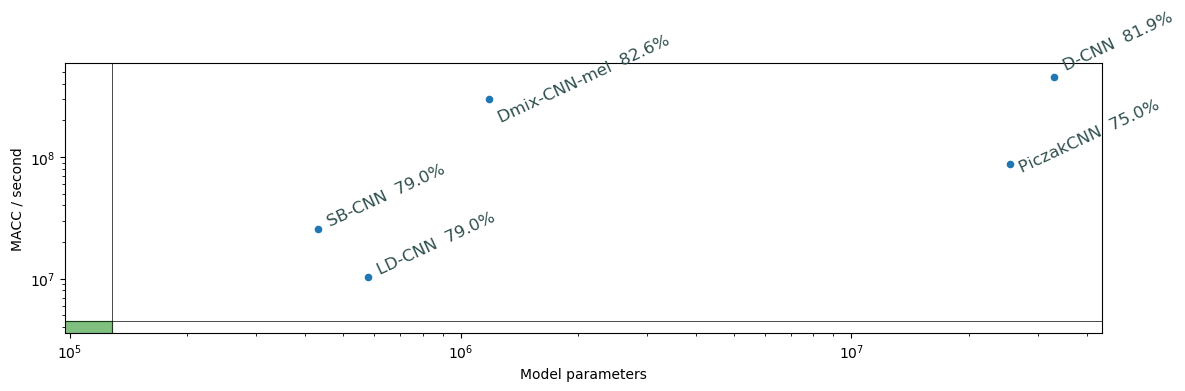 D-CNN 81.9%
Dmix-CNN-mel 82.6%
PiczakCNN 75.0%
SB-CNN 79.0%
LD-CNN 79.0%
MACC / second
10^8
10^7
10^5
10^6
10^7
Model parameters